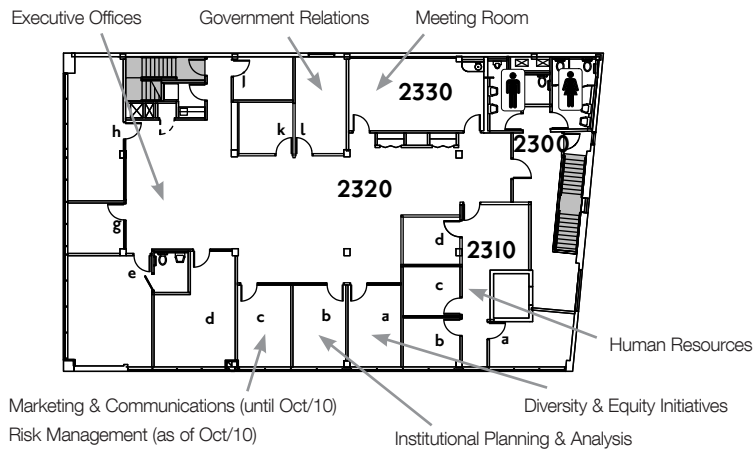 Executive Offices
Government Relations
Meeting Room
2330
h
k
l
2300
2320
g
d
2310
e
c
d
c
b
a
b
a
Human Resources
Marketing & Communications (until Oct/10)
Diversity & Equity Initiatives
Risk Management (as of Oct/10)
Institutional Planning & Analysis